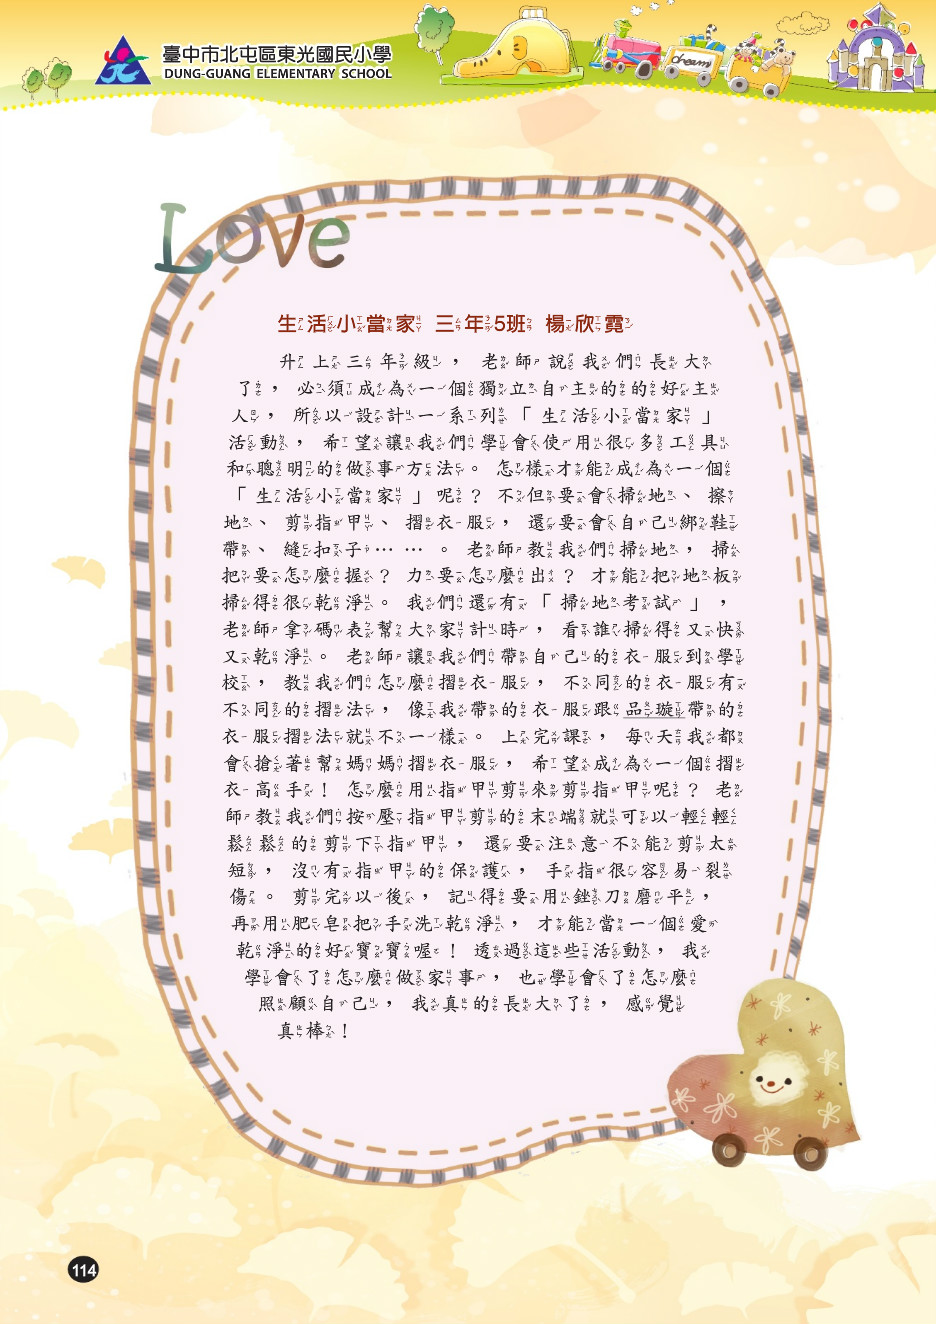 臺中市北屯區東光國民小學
DUNG-GUANG ELEMENTARY SCHOOL
dream
Love
生活小當家 三年5班 楊欣霓
升上三年級，老師說我們長大
了，必須成為一個獨立自主的的好主
人，所以設計一系列「生活小當家」
活動，希望讓我們學會使用很多工具
和聰明的做事方法。怎樣才能成為一個
「生活小當家」呢？不但要會掃地、擦
地、剪指甲、摺衣服，還要會自己綁鞋
帶、縫扣子……。老師教我們掃地，掃
把要怎麼握？力要怎麼出？才能把地板
掃得很乾淨。我們還有「掃地考試」，
老師拿碼表幫大家計時，看誰掃得又快
又乾淨。老師讓我們帶自己的衣服到學
校，教我們怎麼摺衣服，不同的衣服有
不同的摺法，像我帶的衣服跟品璇帶的
衣服摺法就不一樣。上完課，每天我都
會搶著幫媽媽摺衣服，希望成為一個摺
衣高手！怎麼用指甲剪來剪指甲呢？老
師教我們按壓指甲剪的末端就可以輕輕
鬆鬆的剪下指甲，還要注意不能剪太
短，沒有指甲的保護，手指很容易裂
傷。剪完以後，記得要用銼刀磨平，
再用肥皂把手洗乾淨，才能當一個愛
乾淨的好寶寶喔！透過這些活動，我
學會了怎麼做家事，也學會了怎麼
照顧自己，我真的長大了，感覺
真棒！
114